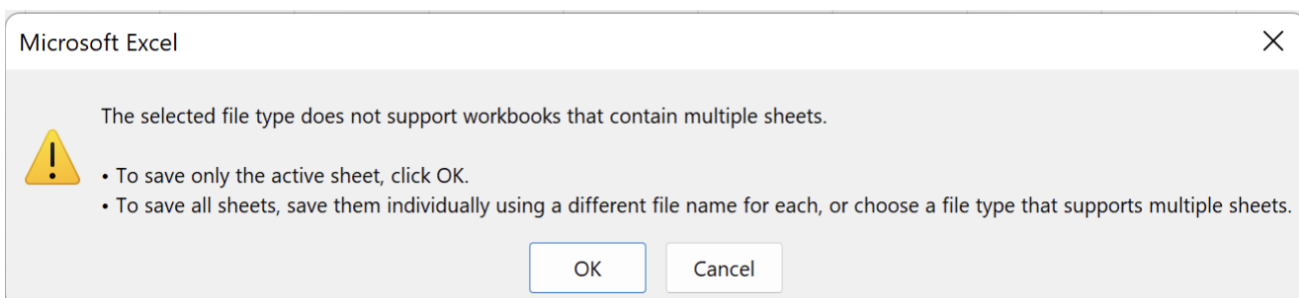 Microsoft Excel
The selected file type does not support workbooks that contain multiple sheets.
• To save only the active sheet, click OK.
• To save all sheets, save them individually using a different file name for each, or choose a file type that supports multiple sheets.
OK
Cancel